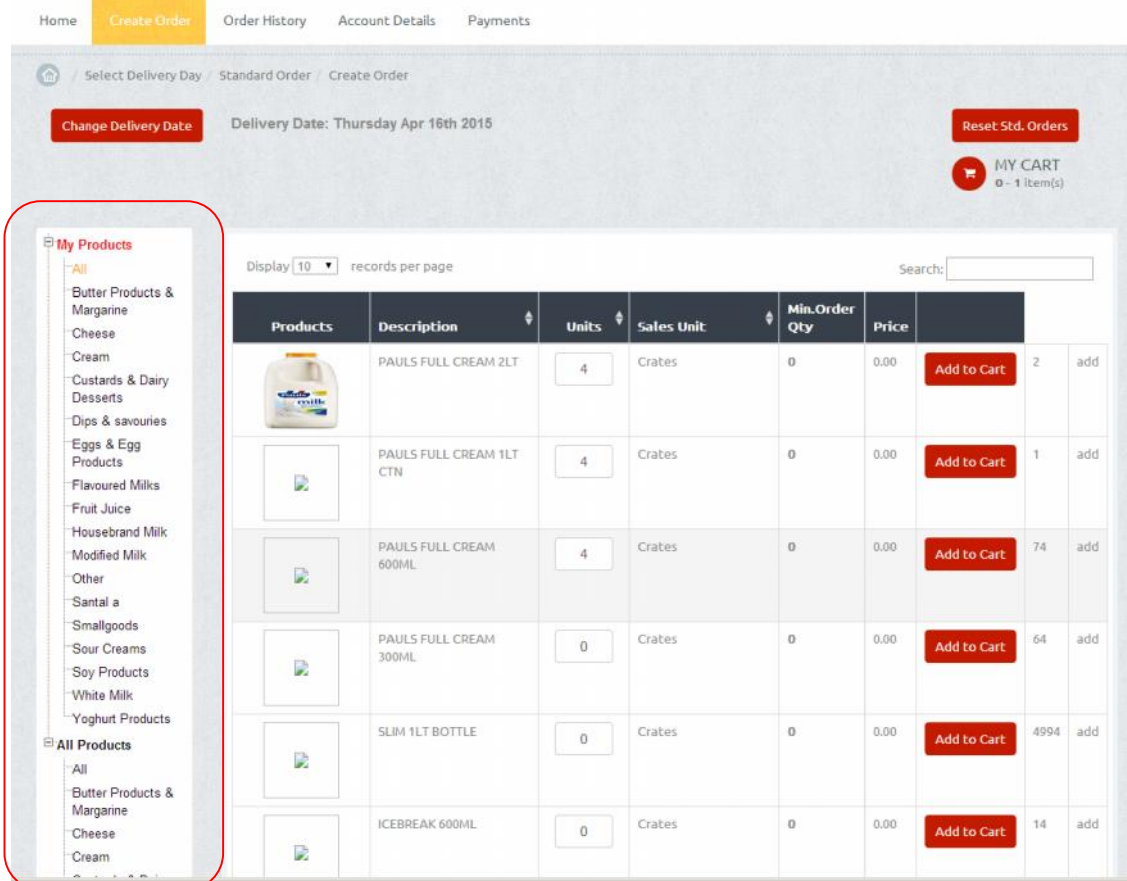 Home Create Order Order History Account Details Payments
/ Select Delivery Day / Standard Order / Create Order
Change Delivery Date Delivery Date: Thursday Apr 16th 2015 Reset Std. Orders
MY CART
0 - 1 item(s)
My Products
All
Butter Products &
Margarine
Cheese
Cream
Custards & Dairy
Desserts
Dips & savouries
Eggs & Egg
Products
Flavoured Milks
Fruit Juice
Housebrand Milk
Modified Milk
Other
Santal a
Smallgoods
Sour Creams
Soy Products
White Milk
Yoghurt Products
All Products
All
Butter Products &
Margarine
Cheese
Cream
Display 10 records per page Search:
Products Description Units Sales Unit Min.Order Qty Price
PAULS FULL CREAM 2LT 4 Crates 0 0.00 Add to Cart 2 add
milk
PAULS FULL CREAM 1LT
CTN
4 Crates 0 0.00 Add to Cart 1 add
PAULS FULL CREAM
600ML
4 Crates 0 0.00 Add to Cart 74 add
PAULS FULL CREAM
300ML
0 Crates 0 0.00 Add to Cart 64 add
SLIM 1LT BOTTLE 0 Crates 0 0.00 Add to Cart 4994 add
ICEBREAK 600ML 0 Crates 0 0.00 Add to Cart 14 add